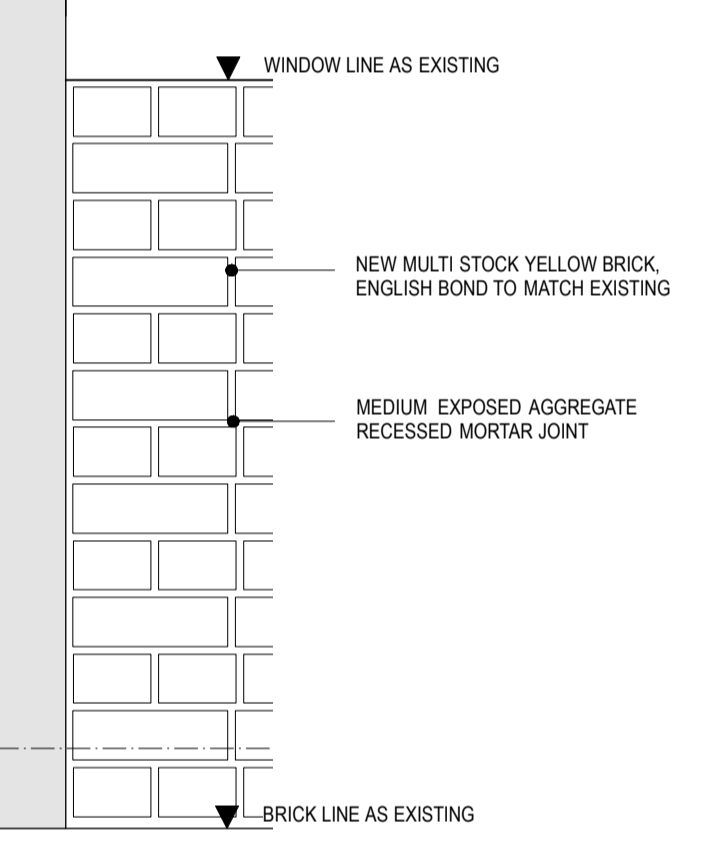 WINDOW LINE AS EXISTING
NEW MULTI STOCK YELLOW BRICK,
ENGLISH BOND TO MATCH EXISTING
MEDIUM EXPOSED AGGREGATE
RECESSED MORTAR JOINT
BRICK LINE AS EXISTING